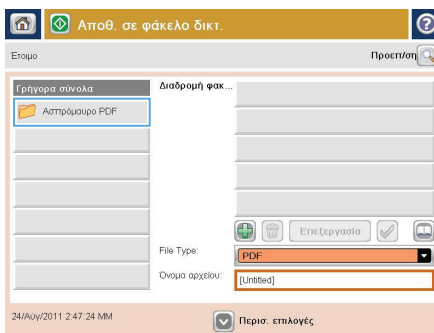 Αποθ. σε φάκελο δικτ.
Έτοιμο
Προεπ/ση
Γρήγορα σύνολα
Διαδρομή φακ...
Ασπρόμαυρο PDF
Επεξεργασία
File Type:
PDF
Όνομα αρχείου:
[Untitled]
24/Αύγ/2011 2:47:24 ΜΜ
Περισ. επιλογές